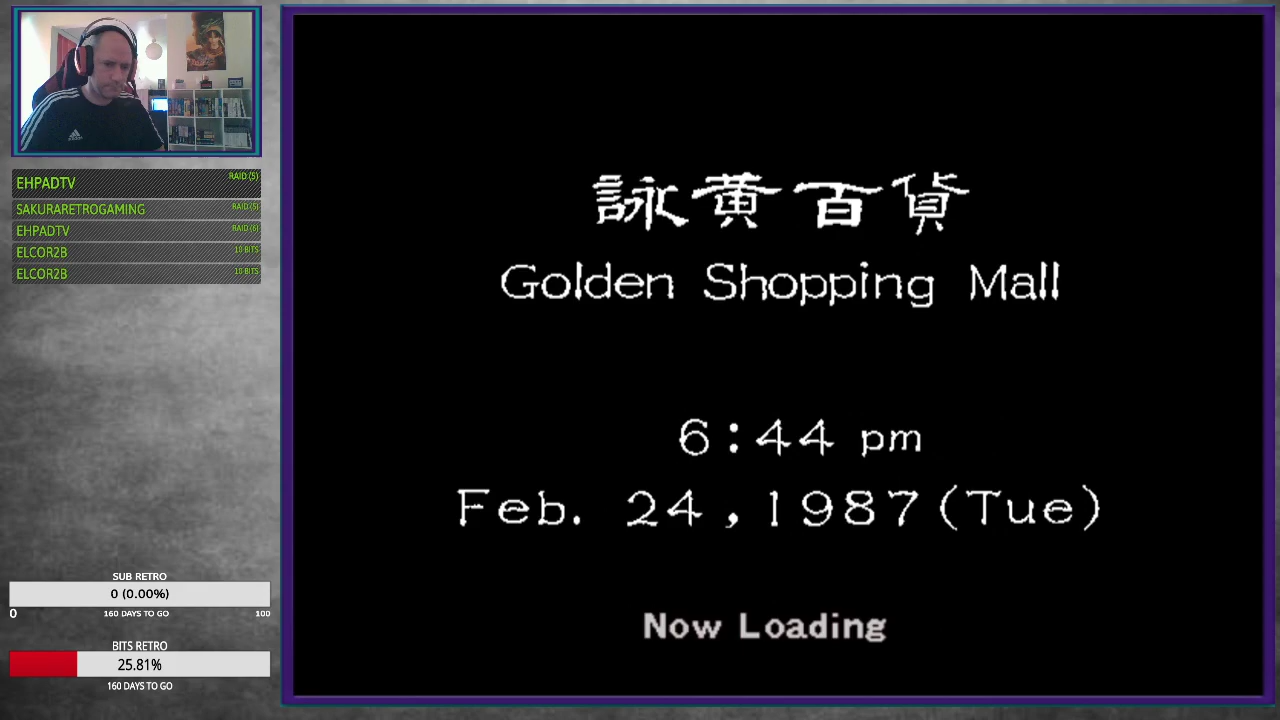 EHPADTV RAID (5)
SAKURARETROGAMING RAID (5)
EHPADTV RAID (6)
ELCOR2B 10 BITS
ELCOR2B 10 BITS
SUB RETRO
0 (0.00%)
0 160 DAYS TO GO 100
BITS RETRO
25.81%
160 DAYS TO GO
詠黄百貨
Golden Shopping Mall
6:44 pm
Feb. 24,1987(Tue)
Now Loading